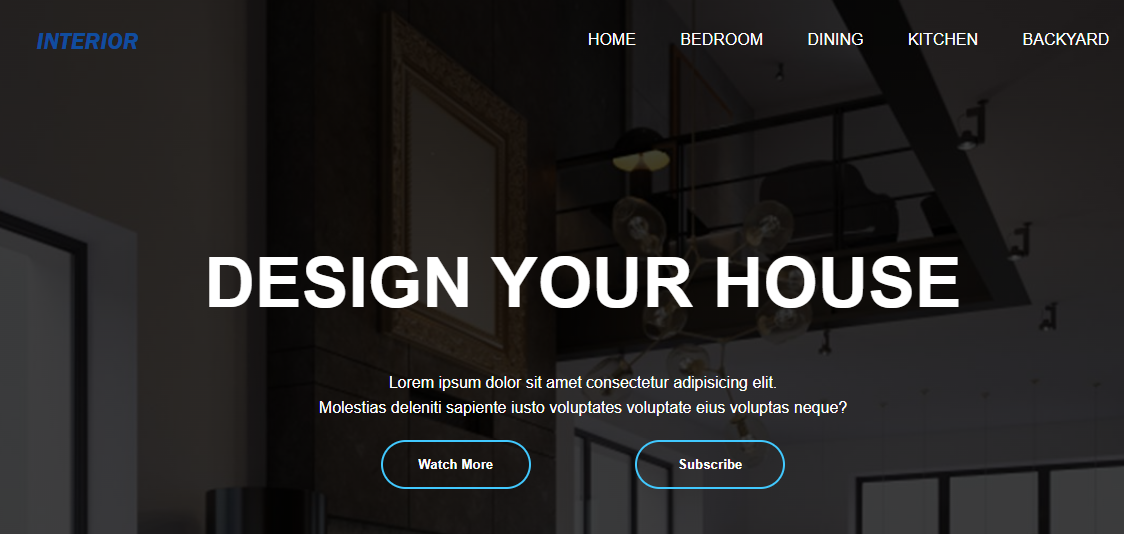 INTERIOR
HOME BEDROOM DINING KITCHEN BACKYARD
DESIGN YOUR HOUSE
Lorem ipsum dolor sit amet consectetur adipisicing elit.
Molestias deleniti sapiente iusto voluptates voluptate eius voluptas neque?
Watch More Subscribe